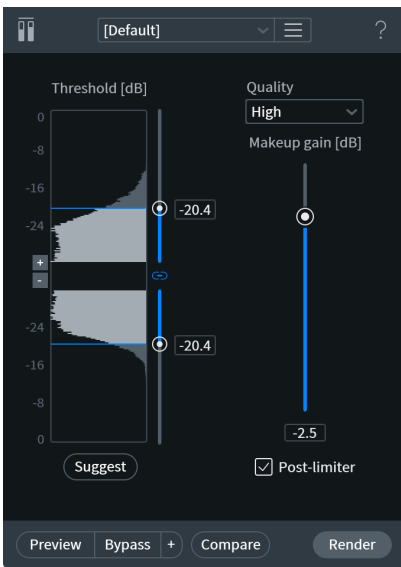 [Default]
?
Threshold [dB]
Quality
High
Makeup gain [dB]
0
-8
-16
-24
-20.4
+
-
-24
-16
-8
0
-20.4
-2.5
Suggest
Post-limiter
Preview Bypass + Compare Render